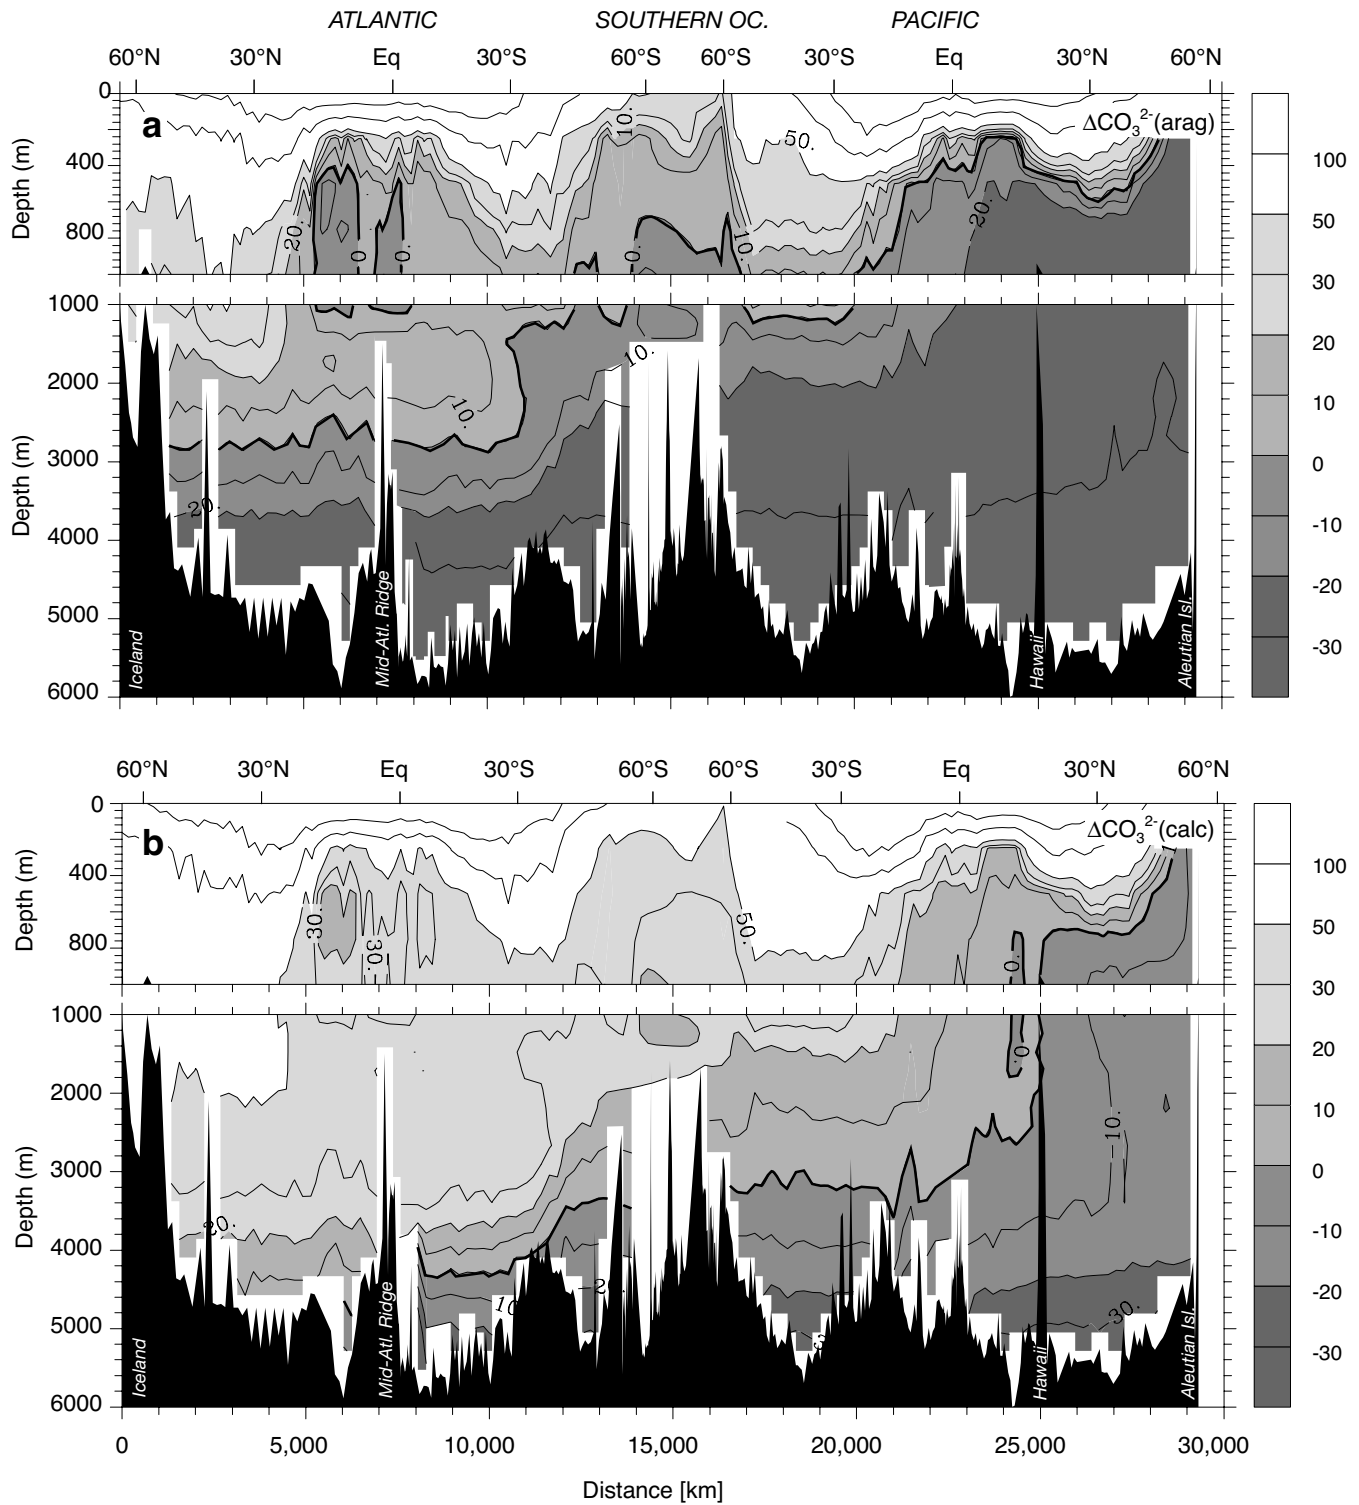 ATLANTIC SOUTHERN OC. PACIFIC
60°N 30°N Eq 30°S 60°S 60°S 30°S Eq 30°N 60°N
a
ΔCO₃²⁻(arag)
0
400
800
Depth (m)
20. 0. 0. 10. 0. 10. 50. 20.
1000
2000
3000
4000
5000
6000
Depth (m)
10. 20. 10.
Iceland
Mid-Atl. Ridge
Hawaii
Aleutian Isl.
100
50
30
20
10
0
-10
-20
-30
60°N 30°N Eq 30°S 60°S 60°S 30°S Eq 30°N 60°N
b
ΔCO₃²⁻(calc)
0
400
800
Depth (m)
30. 30. 50. 0.
1000
2000
3000
4000
5000
6000
Depth (m)
20. 10 −2 0 −10. −30.
Iceland
Mid-Atl. Ridge
Hawaii
Aleutian Isl.
100
50
30
20
10
0
-10
-20
-30
0 5,000 10,000 15,000 20,000 25,000 30,000
Distance [km]